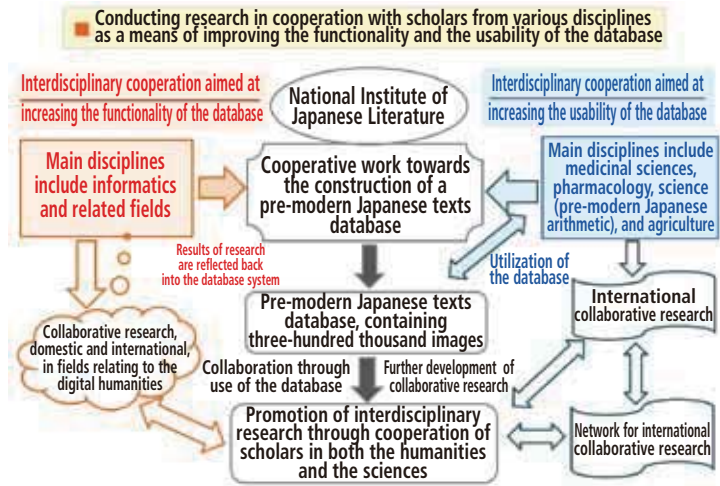 Conducting research in cooperation with scholars from various disciplines
as a means of improving the functionality and the usability of the database
Interdisciplinary cooperation aimed at
increasing the functionality of the database
National Institute of
Japanese Literature
Interdisciplinary cooperation aimed at
increasing the usability of the database
Main disciplines
include informatics
and related fields
Cooperative work towards
the construction of a
pre-modern Japanese texts
database
Main disciplines include
medicinal sciences,
pharmacology, science
(pre-modern Japanese
arithmetic), and agriculture
Results of research
are reflected back
into the database system
Utilization of
the database
Pre-modern Japanese texts
database, containing
three-hundred thousand images
International
collaborative research
Collaborative research,
domestic and international,
in fields relating to the
digital humanities
Collaboration through
use of the database
Further development of
collaborative research
Promotion of interdisciplinary
research through cooperation of
scholars in both the humanities
and the sciences
Network for international
collaborative research